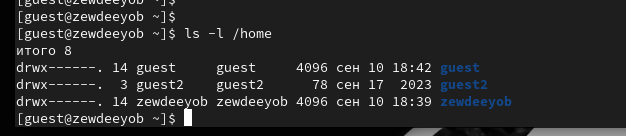 [guest@zewdeeyob ~]$
[guest@zewdeeyob ~]$
[guest@zewdeeyob ~]$ ls -l /home
итого 8
drwx------. 14 guest     guest     4096 сен 10 18:42 guest
drwx------.  3 guest2    guest2      78 сен 17  2023 guest2
drwx------. 14 zewdeeyob zewdeeyob 4096 сен 10 18:39 zewdeeyob
[guest@zewdeeyob ~]$